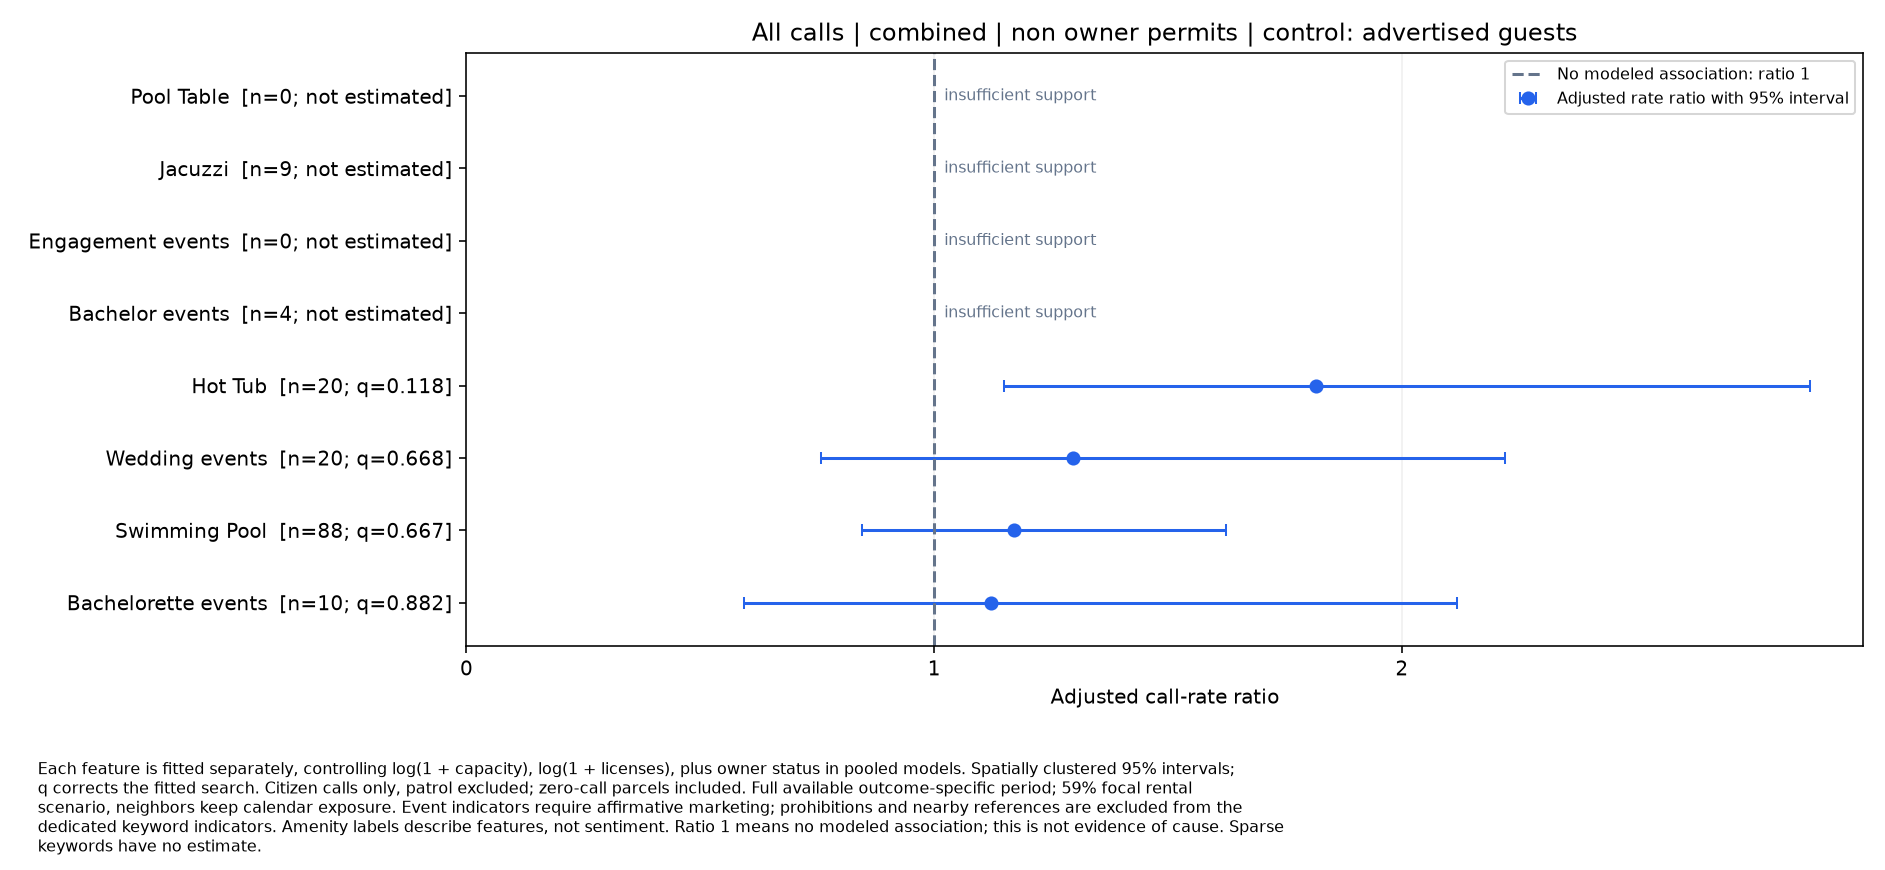 All calls | combined | non owner permits | control: advertised guests
No modeled association: ratio 1
Adjusted rate ratio with 95% interval
Pool Table [n=0; not estimated]
insufficient support
Jacuzzi [n=9; not estimated]
insufficient support
Engagement events [n=0; not estimated]
insufficient support
Bachelor events [n=4; not estimated]
insufficient support
Hot Tub [n=20; q=0.118]
Wedding events [n=20; q=0.668]
Swimming Pool [n=88; q=0.667]
Bachelorette events [n=10; q=0.882]
0 1 2
Adjusted call-rate ratio
Each feature is fitted separately, controlling log(1 + capacity), log(1 + licenses), plus owner status in pooled models. Spatially clustered 95% intervals;
q corrects the fitted search. Citizen calls only, patrol excluded; zero-call parcels included. Full available outcome-specific period; 59% focal rental
scenario, neighbors keep calendar exposure. Event indicators require affirmative marketing; prohibitions and nearby references are excluded from the
dedicated keyword indicators. Amenity labels describe features, not sentiment. Ratio 1 means no modeled association; this is not evidence of cause. Sparse
keywords have no estimate.